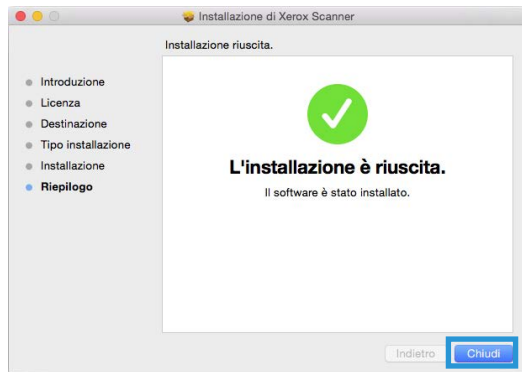 Installazione di Xerox Scanner
Installazione riuscita.
Introduzione
Licenza
Destinazione
Tipo installazione
Installazione
Riepilogo
L'installazione è riuscita.
Il software è stato installato.
Indietro
Chiudi